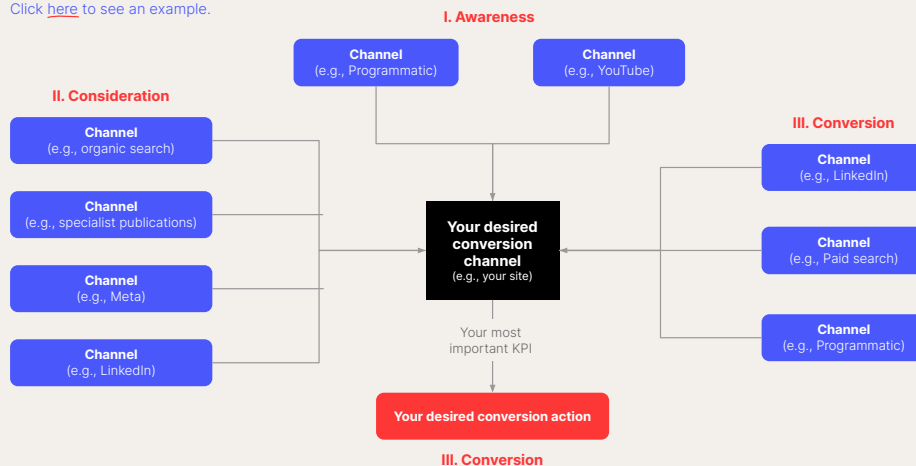 Click here to see an example.
I. Awareness
Channel
(e.g., Programmatic)
Channel
(e.g., YouTube)
II. Consideration
Channel
(e.g., organic search)
Channel
(e.g., specialist publications)
Channel
(e.g., Meta)
Channel
(e.g., LinkedIn)
III. Conversion
Channel
(e.g., LinkedIn)
Channel
(e.g., Paid search)
Channel
(e.g., Programmatic)
Your desired
conversion
channel
(e.g., your site)
Your most
important KPI
Your desired conversion action
III. Conversion